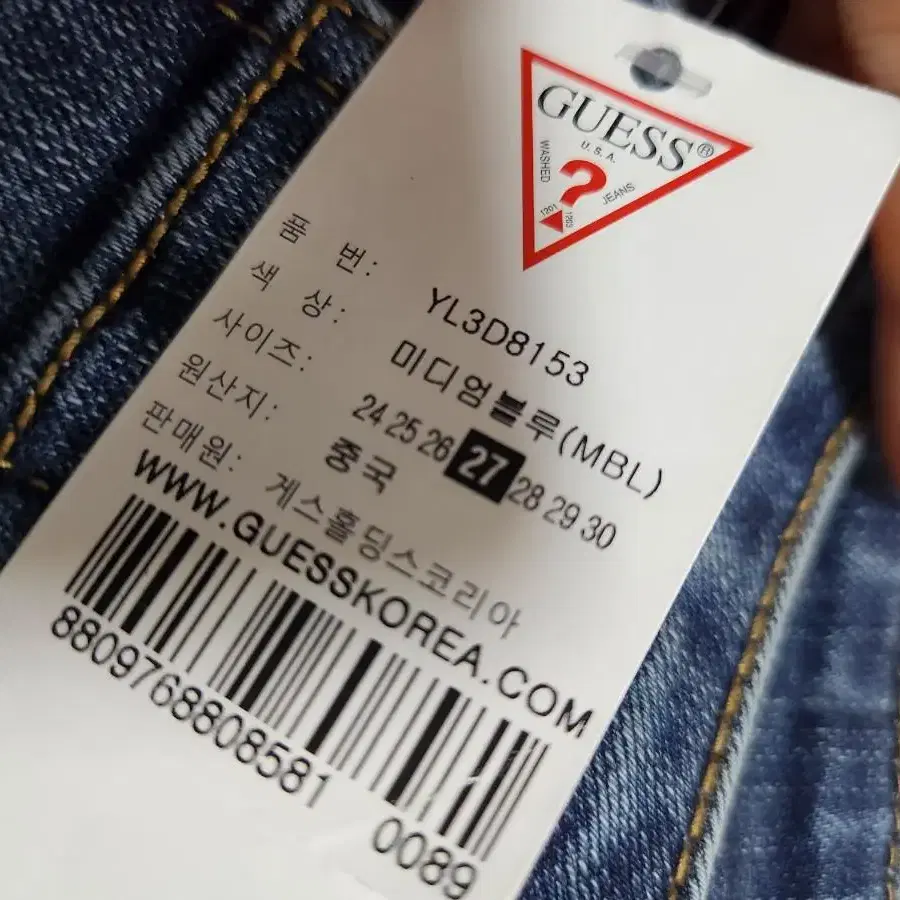 GUESS®
U.S.A.
WASHED ? JEANS
1201 1203
품 번: YL3D8153
색 상: 미디엄블루(MBL)
사이즈: 24 25 26 27 28 29 30
원산지: 중국
판매원: 게스홀딩스코리아
WWW.GUESSKOREA.COM
8809768808581
0089